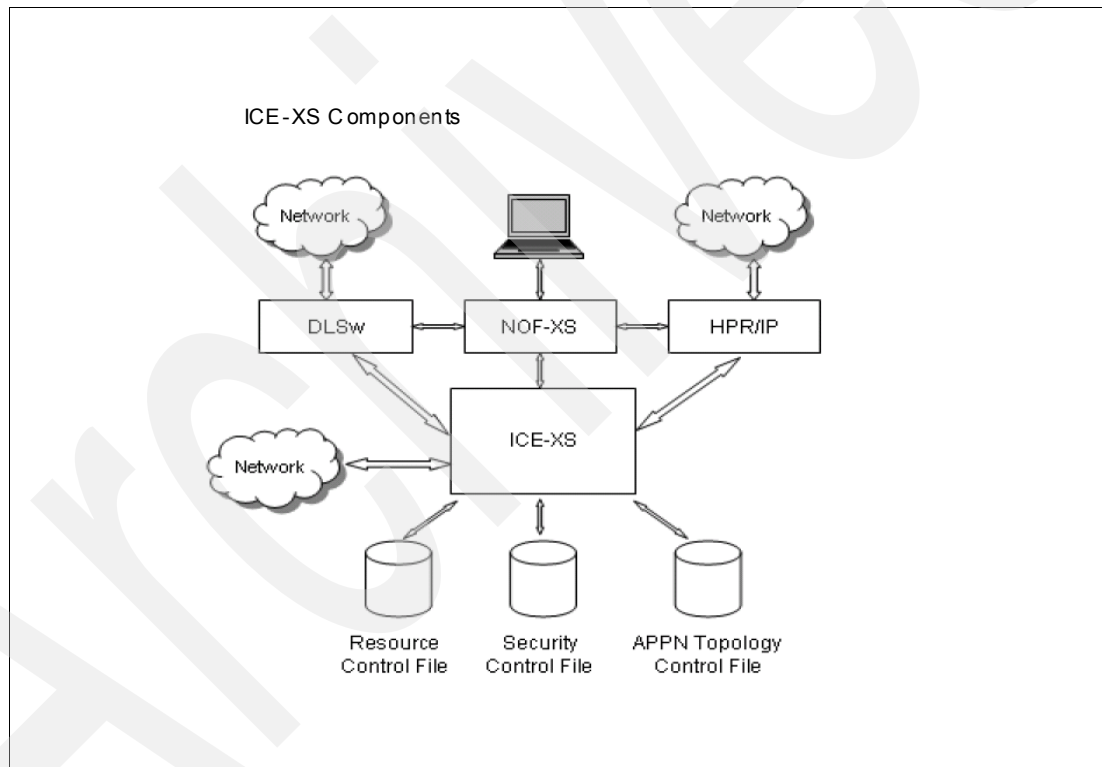 ICE-XS Components
Network
Network
DLSw
NOF-XS
HPR/IP
ICE-XS
Network
Resource
Control File
Security
Control File
APPN Topology
Control File
Archive